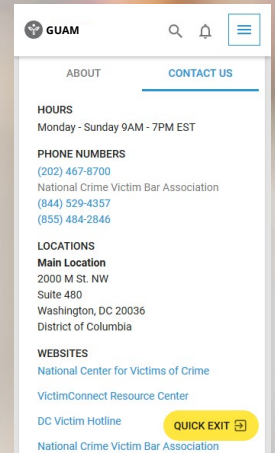 GUAM
ABOUT
CONTACT US
HOURS
Monday - Sunday 9AM - 7PM EST
PHONE NUMBERS
(202) 467-8700
National Crime Victim Bar Association
(844) 529-4357
(855) 484-2846
LOCATIONS
Main Location
2000 M St. NW
Suite 480
Washington, DC 20036
District of Columbia
WEBSITES
National Center for Victims of Crime
VictimConnect Resource Center
DC Victim Hotline
QUICK EXIT
National Crime Victim Bar Association